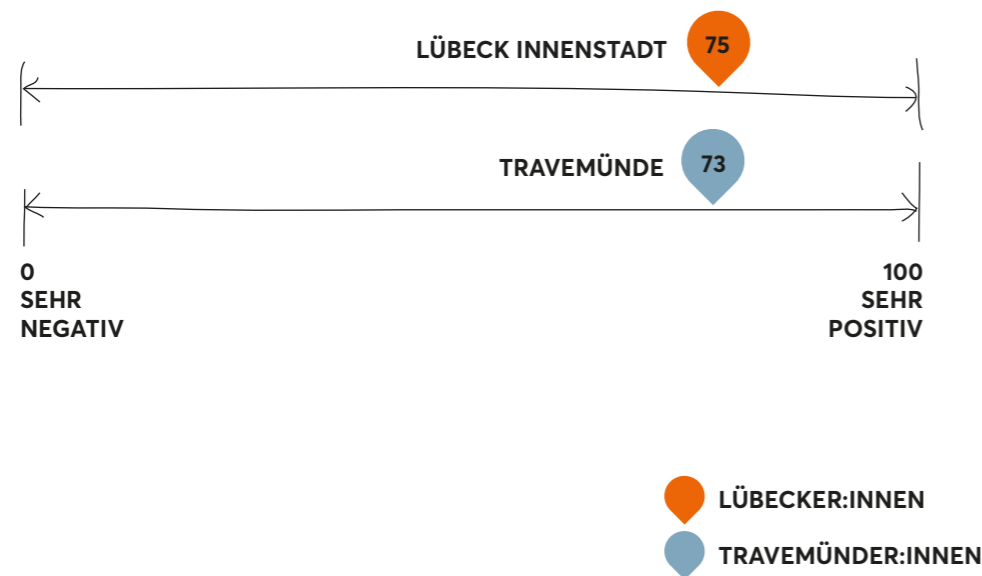 LÜBECK INNENSTADT
75
TRAVEMÜNDE
73
0
SEHR
NEGATIV
100
SEHR
POSITIV
LÜBECKER:INNEN
TRAVEMÜNDER:INNEN